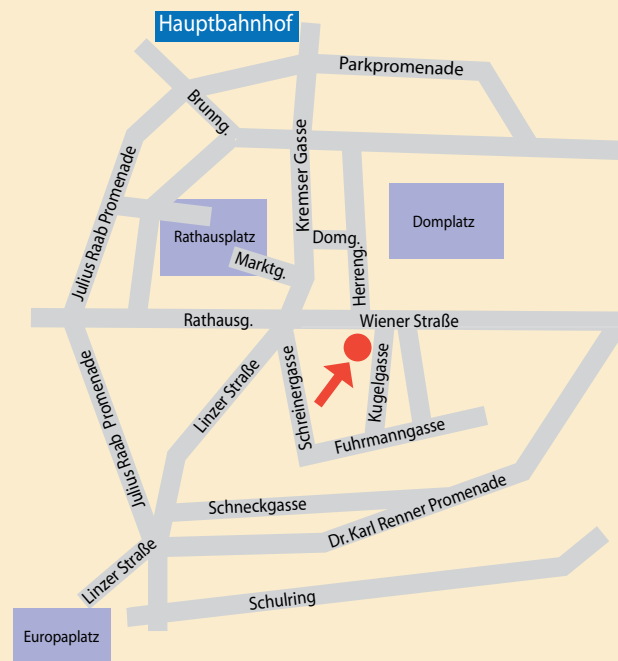 Hauptbahnhof
Parkpromenade
Brunng.
Kremser Gasse
Julius Raab Promenade
Domplatz
Rathausplatz
Domg.
Marktg.
Herreng.
Rathausg.
Wiener Straße
Linzer Straße
Schreinergasse
Kugelgasse
Julius Raab Promenade
Fuhrmanngasse
Schneckgasse
Dr. Karl Renner Promenade
Linzer Straße
Schulring
Europaplatz